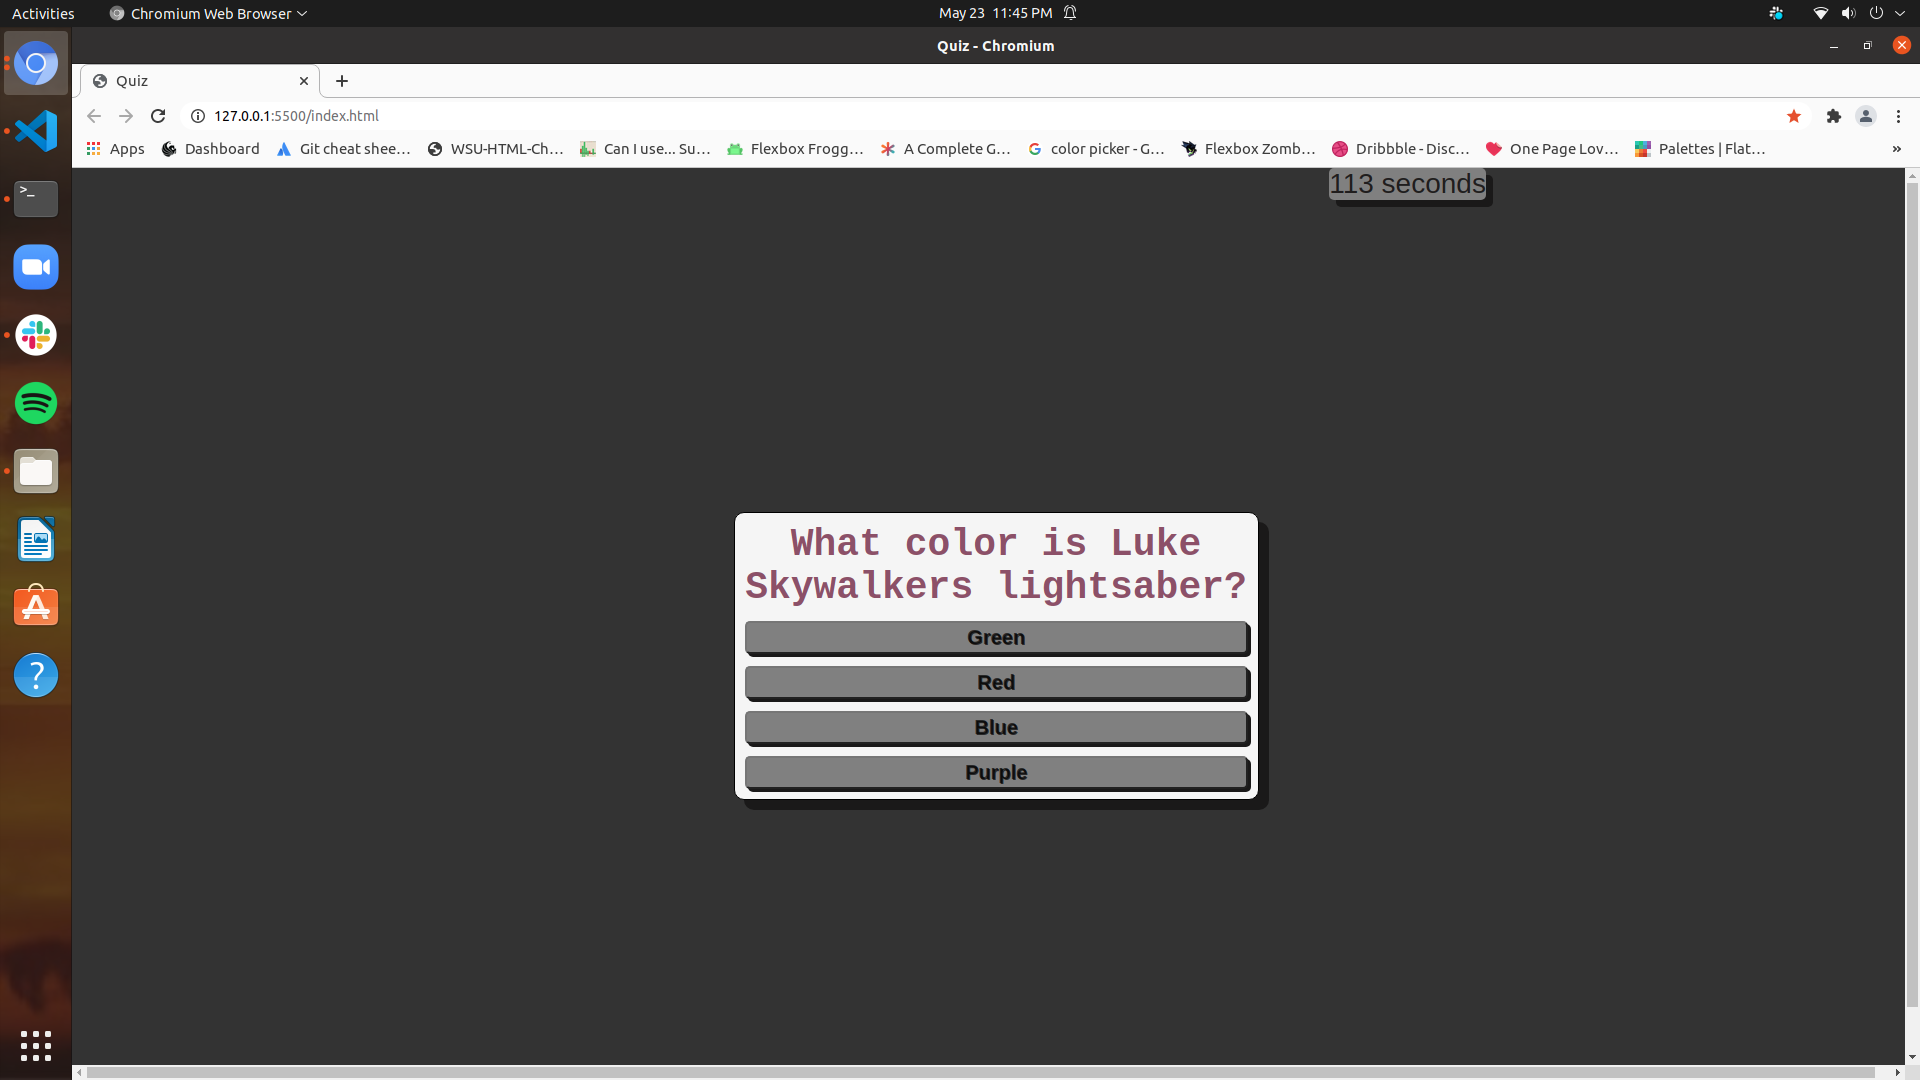 Activities
Chromium Web Browser
May 23 11:45 PM
Quiz - Chromium
Quiz
127.0.0.1:5500/index.html
Apps
Dashboard
Git cheat shee...
WSU-HTML-Ch...
Can I use... Su...
Flexbox Frogg...
A Complete G...
color picker - G...
Flexbox Zomb...
Dribbble - Disc...
One Page Lov...
Palettes | Flat...
»
113 seconds
What color is Luke
Skywalkers lightsaber?
Green
Red
Blue
Purple